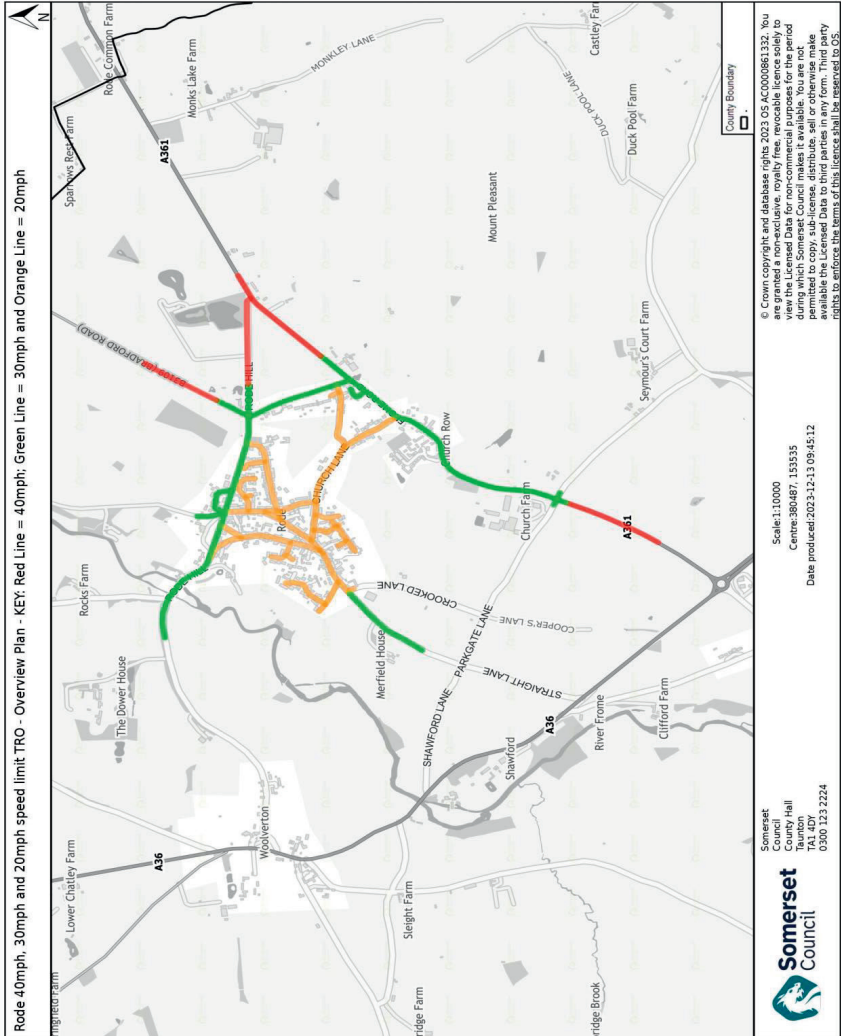 Rode 40mph, 30mph and 20mph speed limit TRO - Overview Plan - KEY: Red Line = 40mph; Green Line = 30mph and Orange Line = 20mph
N
Lower Chatley Farm
A36
Woolverton
Sleight Farm
The Dower House
Rocks Farm
RODE HILL
Rode
CHURCH LANE
RODE HILL
Sparrows Rest Farm
Rode Common Farm
Monks Lake Farm
A361
MONKLEY LANE
Merfield House
CROOKED LANE
COOPER'S LANE
PARKGATE LANE
SHAWFORD LANE
STRAIGHT LANE
A36
Shawford
River Frome
Clifford Farm
Church Row
Church Farm
A361
Mount Pleasant
Seymour's Court Farm
DUCK POOL LANE
Duck Pool Farm
County Boundary
Somerset
Council
Somerset
Council
County Hall
Taunton
TA1 4DY
0300 123 2224
Scale:1:10000
Centre:380487, 153535
Date produced:2023-12-13 09:45:12
© Crown copyright and database rights 2023 OS AC0000861332. You
are granted a non-exclusive, royalty free, revocable licence solely to
view the Licensed Data for non-commercial purposes for the period
during which Somerset Council makes it available. You are not
permitted to copy, sub-license, distribute, sell or otherwise make
available the Licensed Data to third parties in any form. Third party
rights to enforce the terms of this licence shall be reserved to OS.